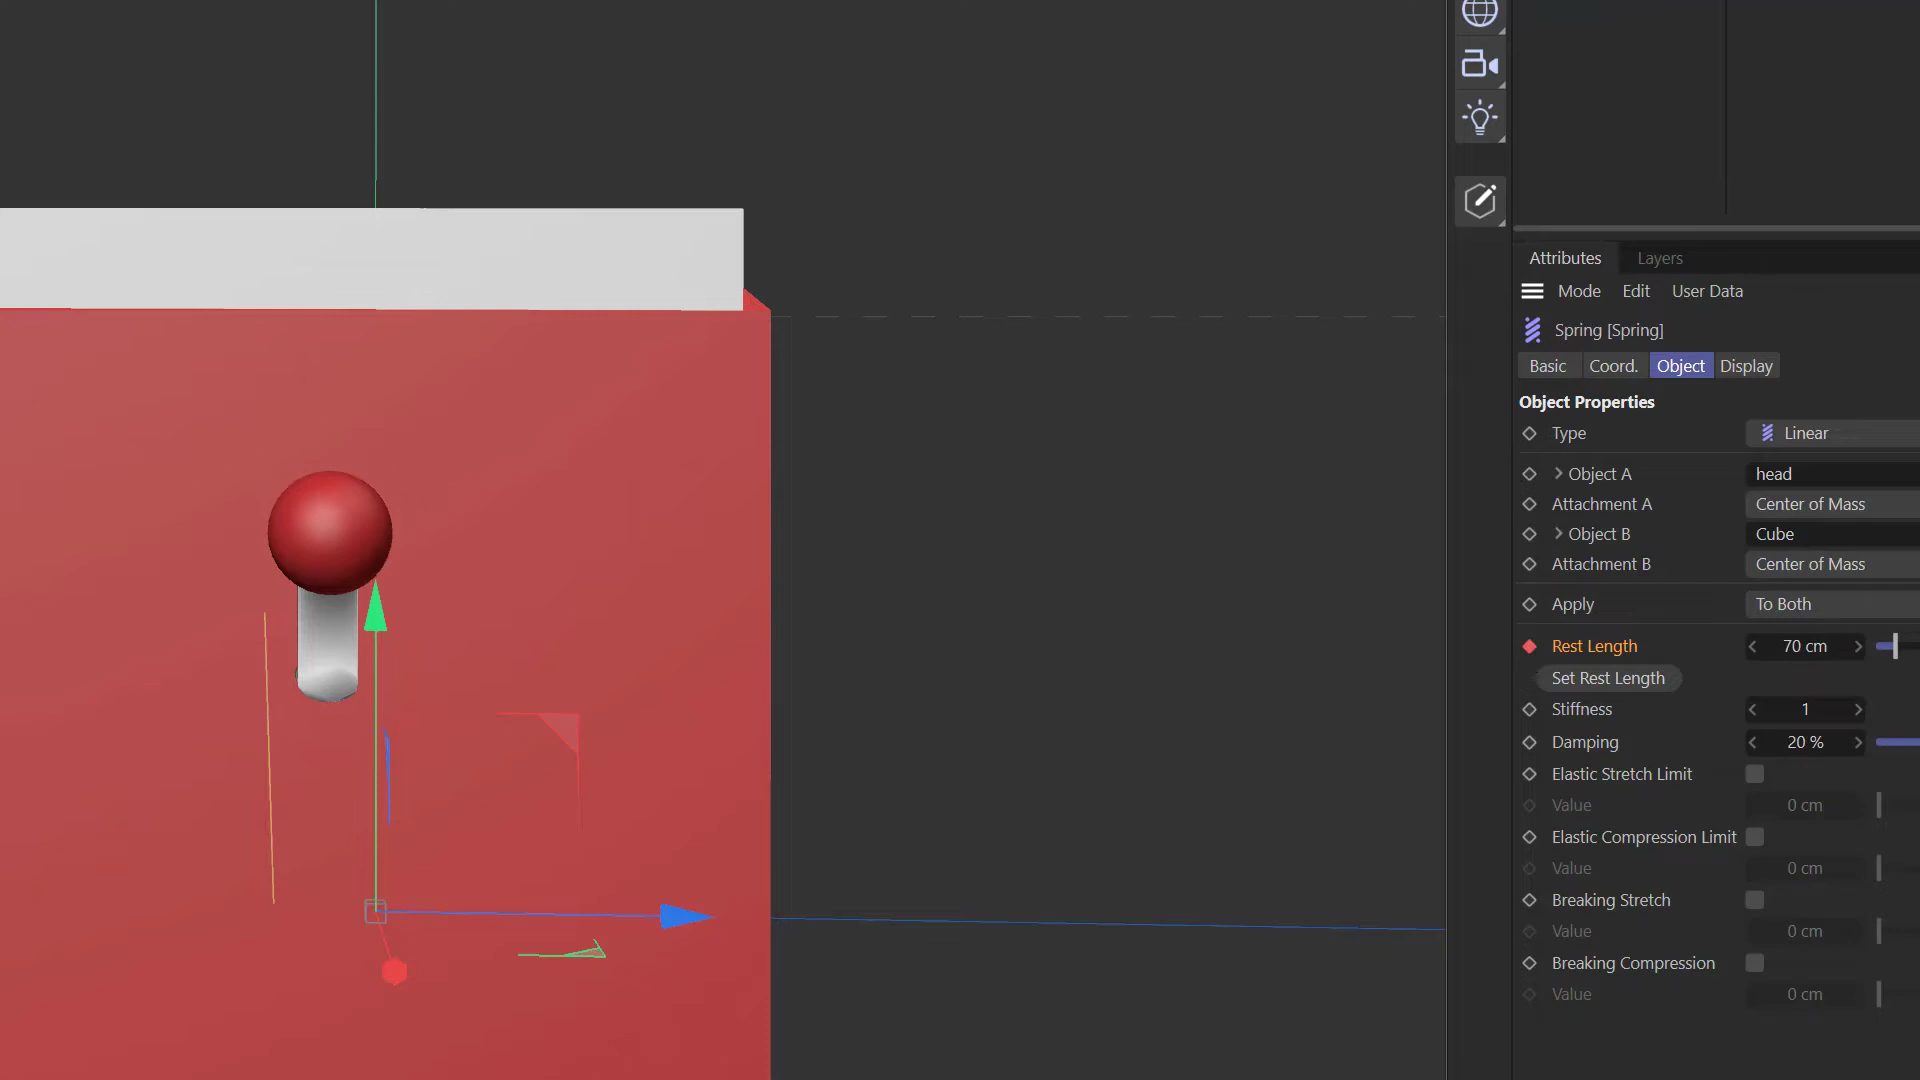 Attributes Layers
Mode Edit User Data
Spring [Spring]
Basic Coord. Object Display
Object Properties
Type Linear
Object A head
Attachment A Center of Mass
Object B Cube
Attachment B Center of Mass
Apply To Both
Rest Length 70 cm
Set Rest Length
Stiffness 1
Damping 20 %
Elastic Stretch Limit
Value 0 cm
Elastic Compression Limit
Value 0 cm
Breaking Stretch
Value 0 cm
Breaking Compression
Value 0 cm